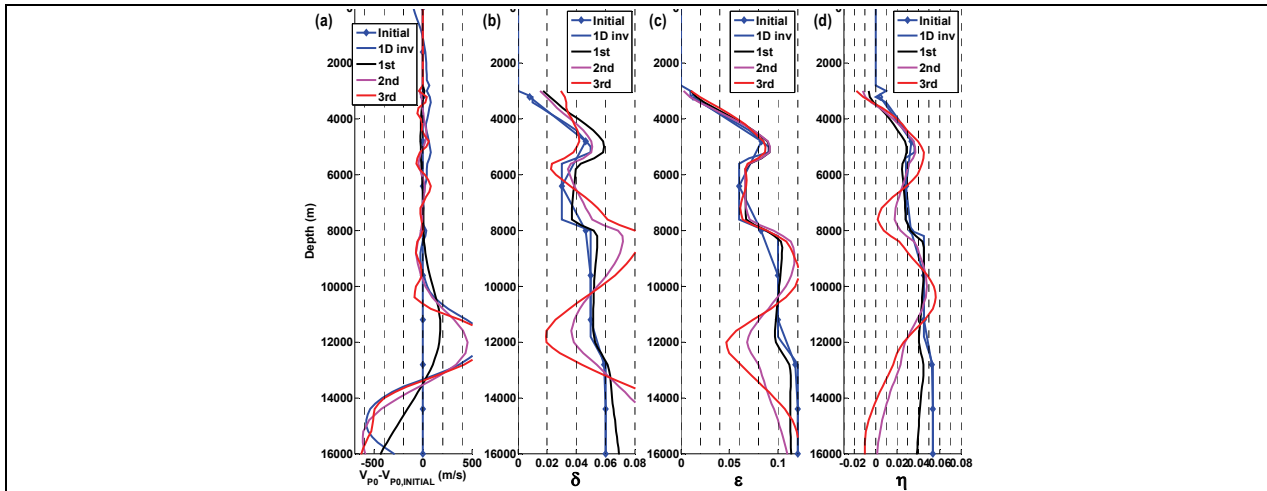 (a)
0
2000
4000
6000
8000
10000
12000
14000
16000
Depth (m)
-500
0
500
V_P0-V_P0,INITIAL (m/s)
Initial
1D inv
1st
2nd
3rd
(b)
0
2000
4000
6000
8000
10000
12000
14000
16000
0
0.02
0.04
0.06
0.08
δ
Initial
1D inv
1st
2nd
3rd
(c)
0
2000
4000
6000
8000
10000
12000
14000
16000
0
0.05
0.1
ε
Initial
1D inv
1st
2nd
3rd
(d)
0
2000
4000
6000
8000
10000
12000
14000
16000
-0.02
0
0.02
0.04
0.06
0.08
η
Initial
1D inv
1st
2nd
3rd